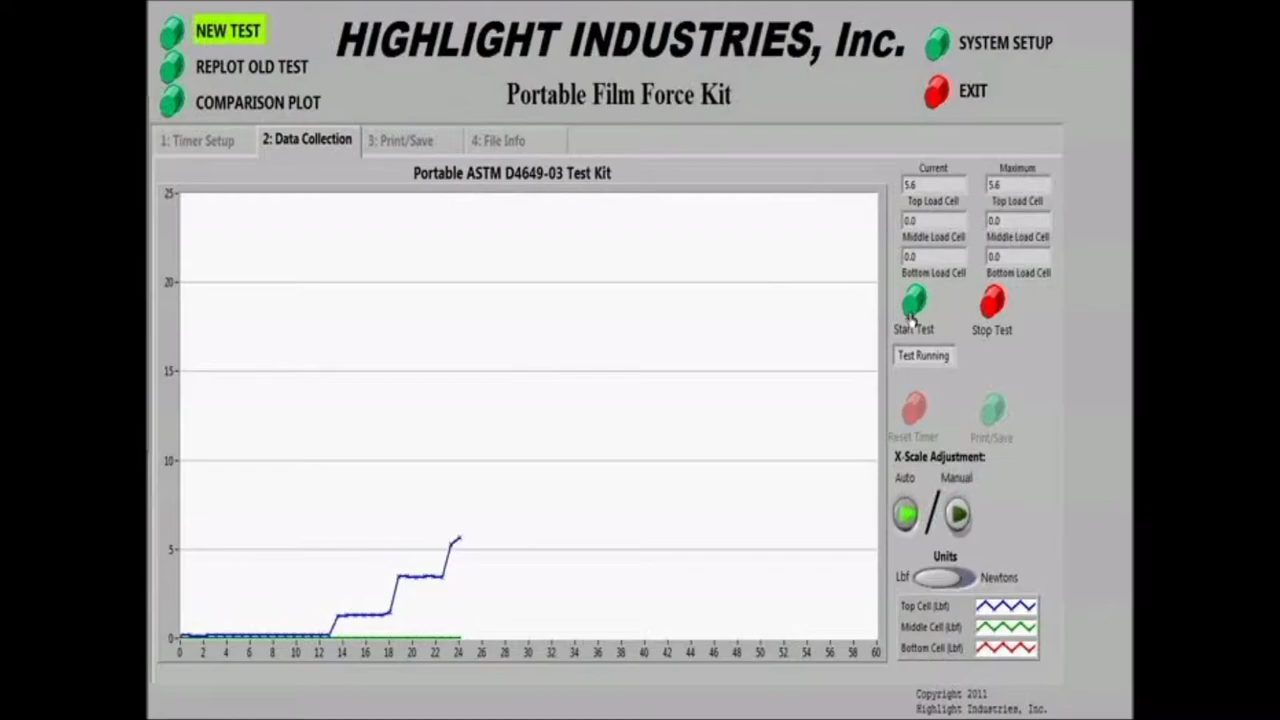 NEW TEST
REPLOT OLD TEST
COMPARISON PLOT
HIGHLIGHT INDUSTRIES, Inc.
Portable Film Force Kit
SYSTEM SETUP
EXIT
1: Timer Setup
2: Data Collection
3: Print/Save
4: File Info
Portable ASTM D4649-03 Test Kit
25
20
15
10
5
0
0 2 4 6 8 10 12 14 16 18 20 22 24 26 28 30 32 34 36 38 40 42 44 46 48 50 52 54 56 58 60
Current Maximum
5.6 5.6
Top Load Cell Top Load Cell
0.0 0.0
Middle Load Cell Middle Load Cell
0.0 0.0
Bottom Load Cell Bottom Load Cell
Start Test Stop Test
Test Running
Reset Timer Print/Save
X-Scale Adjustment:
Auto Manual
Units
Lbf Newtons
Top Cell (Lbf)
Middle Cell (Lbf)
Bottom Cell (Lbf)
Copyright 2011
Highlight Industries, Inc.